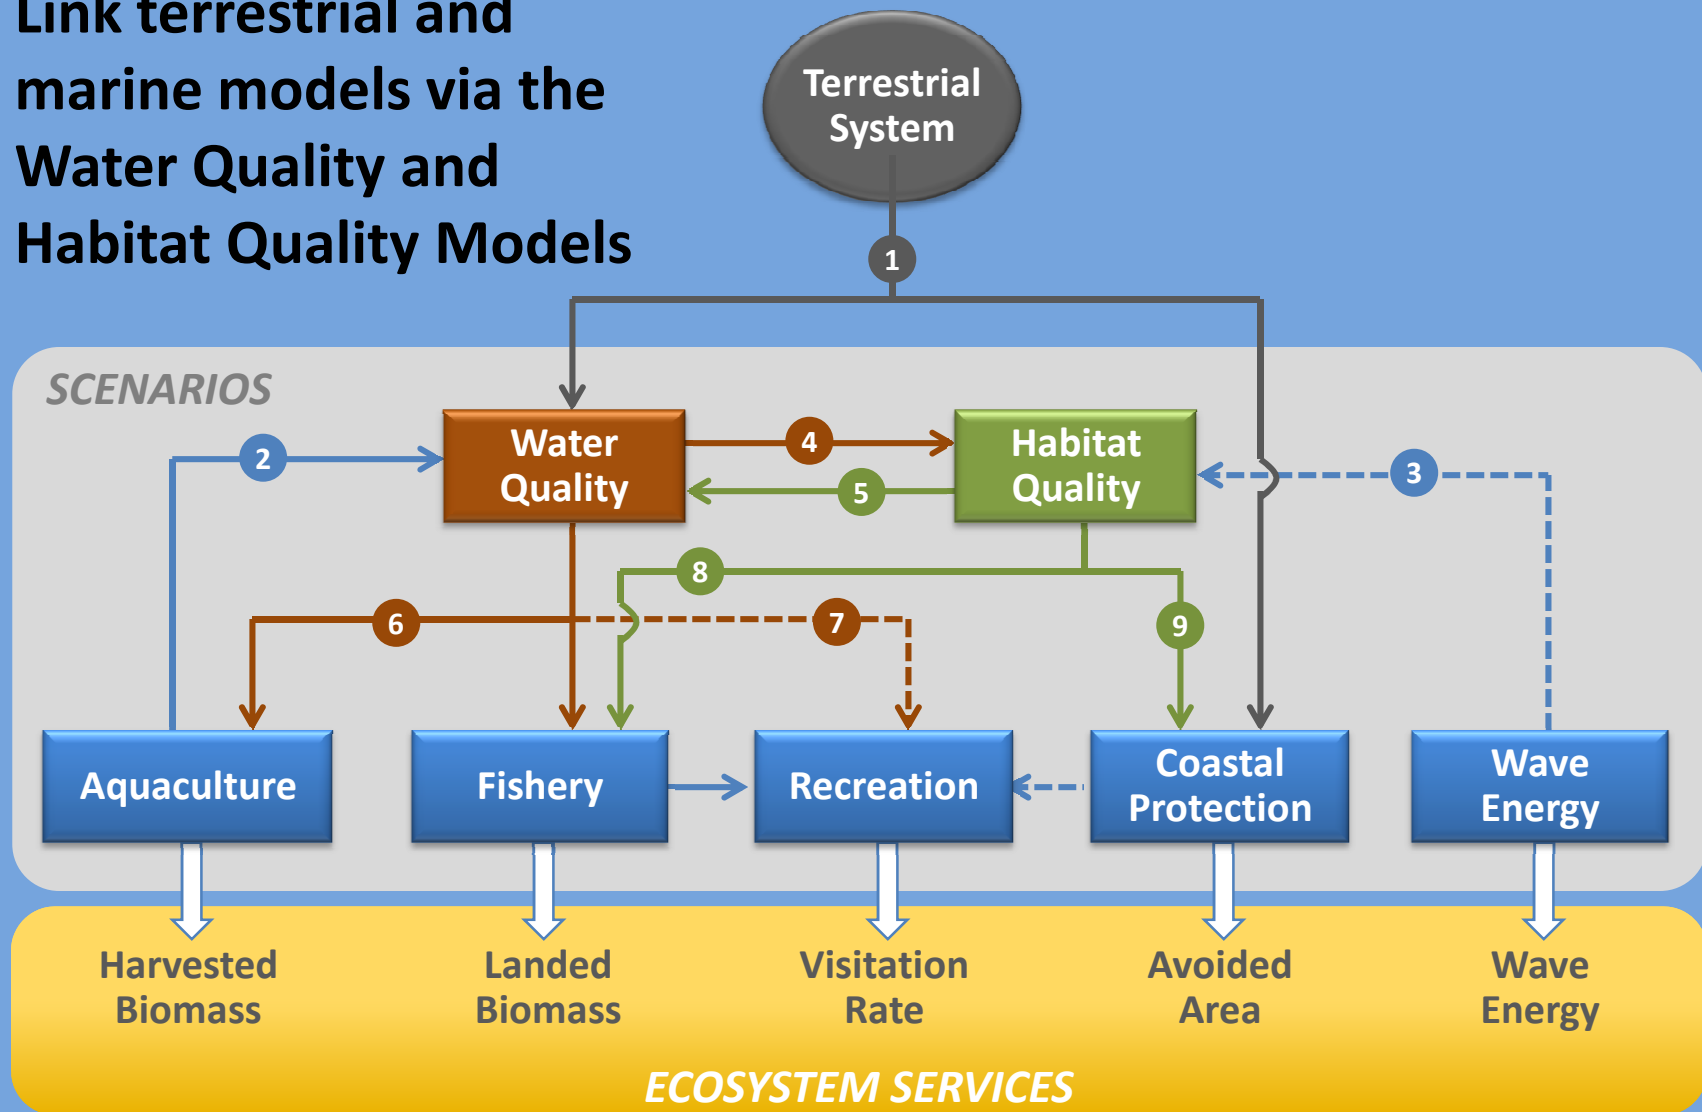 Link terrestrial and
marine models via the
Water Quality and
Habitat Quality Models
Terrestrial
System
1
SCENARIOS
Water
Quality
Habitat
Quality
2
4
5
3
8
6
7
9
Aquaculture
Fishery
Recreation
Coastal
Protection
Wave
Energy
Harvested
Biomass
Landed
Biomass
Visitation
Rate
Avoided
Area
Wave
Energy
ECOSYSTEM SERVICES